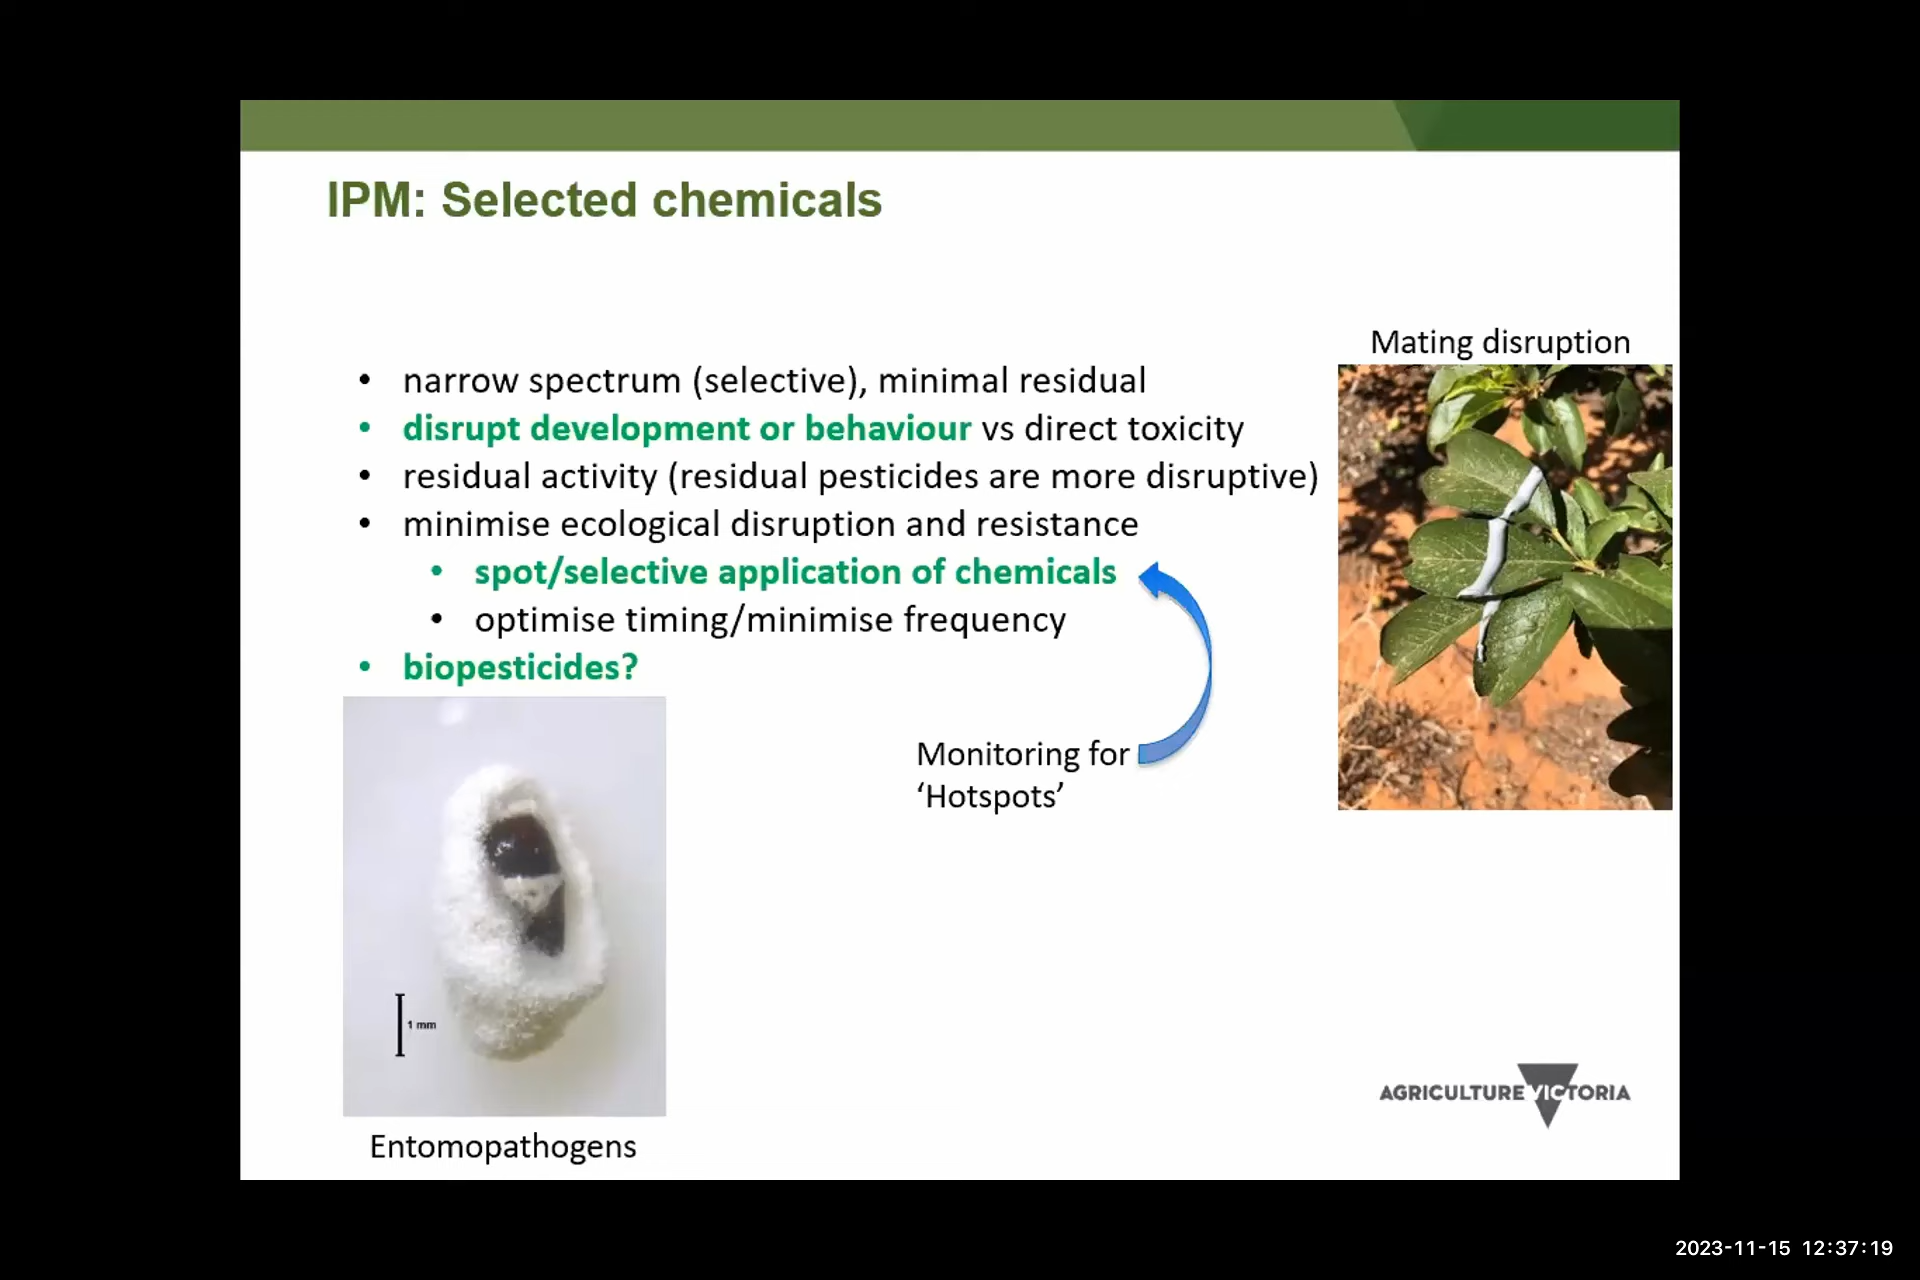 IPM: Selected chemicals
Mating disruption
• narrow spectrum (selective), minimal residual
• disrupt development or behaviour vs direct toxicity
• residual activity (residual pesticides are more disruptive)
• minimise ecological disruption and resistance
• spot/selective application of chemicals
• optimise timing/minimise frequency
• biopesticides?
Monitoring for
‘Hotspots’
1 mm
Entomopathogens
AGRICULTURE VICTORIA
2023-11-15 12:37:19